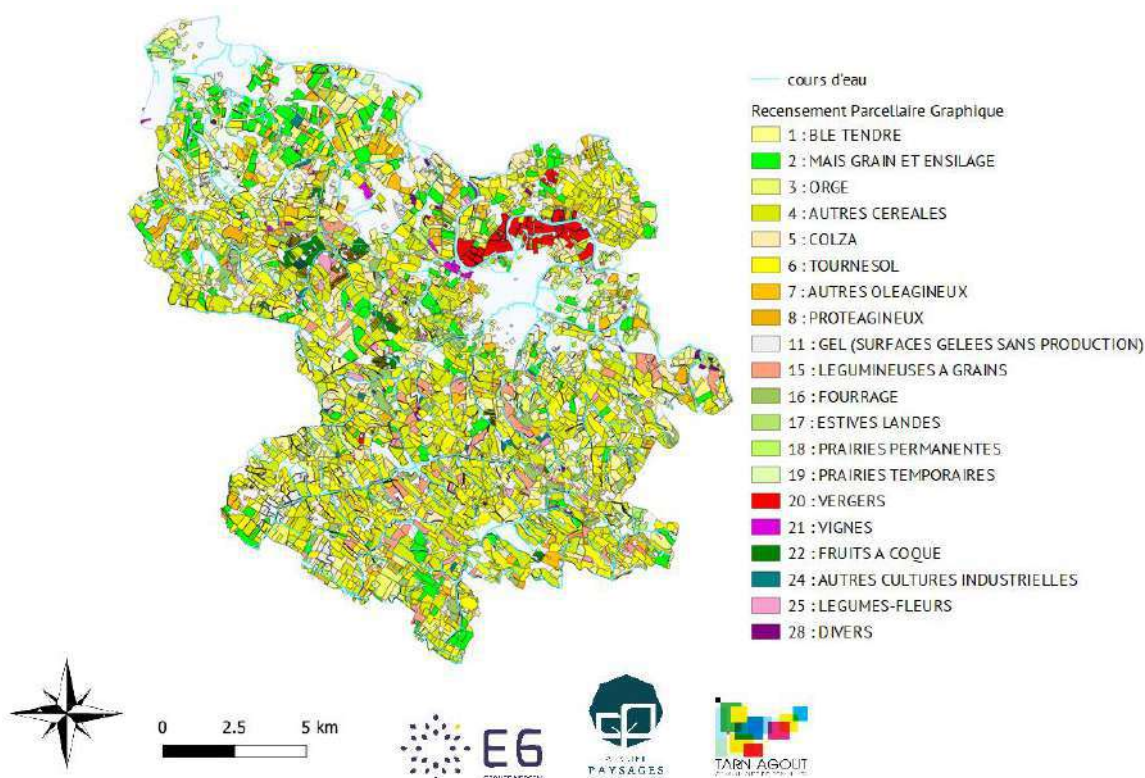 cours d'eau
Recensement Parcellaire Graphique
1 : BLE TENDRE
2 : MAIS GRAIN ET ENSILAGE
3 : ORGE
4 : AUTRES CEREALES
5 : COLZA
6 : TOURNESOL
7 : AUTRES OLEAGINEUX
8 : PROTEAGINEUX
11 : GEL (SURFACES GELEES SANS PRODUCTION)
15 : LEGUMINEUSES A GRAINS
16 : FOURRAGE
17 : ESTIVES LANDES
18 : PRAIRIES PERMANENTES
19 : PRAIRIES TEMPORAIRES
20 : VERGERS
21 : VIGNES
22 : FRUITS A COQUE
24 : AUTRES CULTURES INDUSTRIELLES
25 : LEGUMES-FLEURS
28 : DIVERS
0 2.5 5 km
E6
PAYSAGES
TARN AGOUT